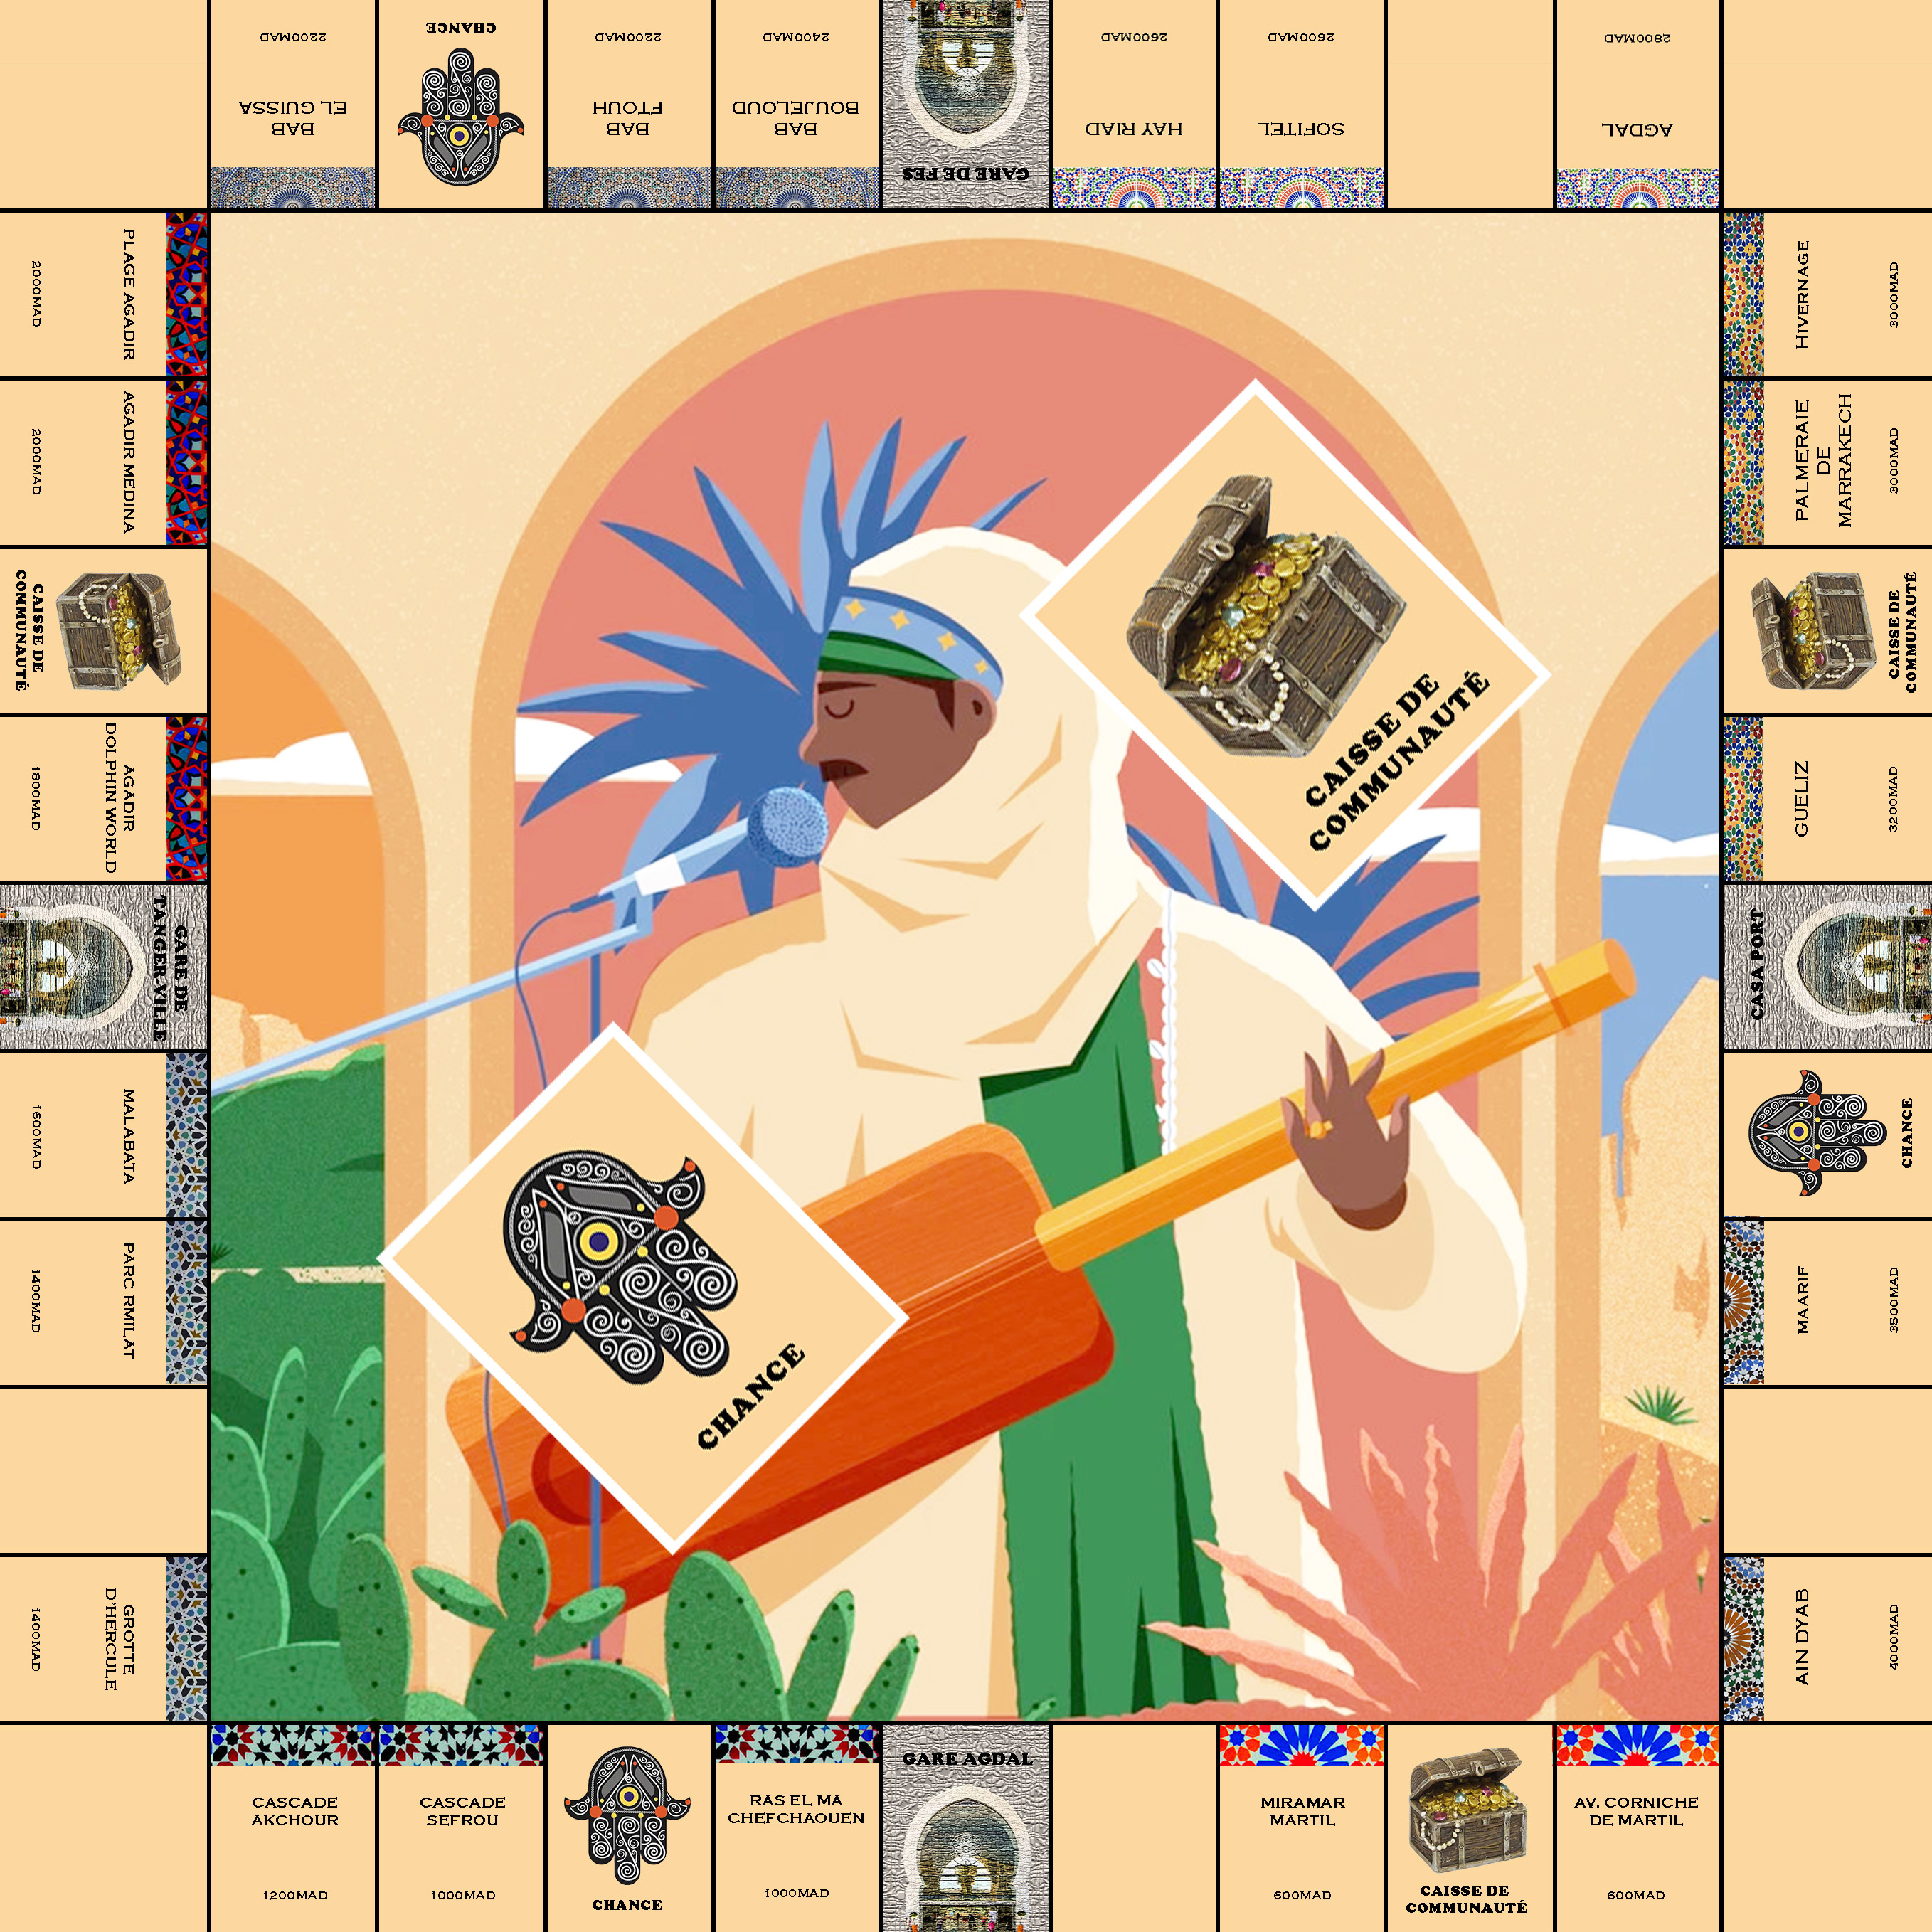 2200MAD
BAB
EL GUISSA
CHANCE
2200MAD
BAB
FTOUH
2400MAD
BAB
BOUJELOUD
GARE DE FES
2600MAD
HAY RIAD
2600MAD
SOFITEL
2800MAD
AGDAL
PLAGE AGADIR
2000MAD
AGADIR MEDINA
2000MAD
CAISSE DE
COMMUNAUTÉ
AGADIR
DOLPHIN WORLD
1800MAD
GARE DE
TANGER-VILLE
MALABATA
1600MAD
PARC RMILAT
1400MAD
GROTTE
D'HERCULE
1400MAD
CAISSE DE
COMMUNAUTÉ
CHANCE
HIVERNAGE
3000MAD
PALMERAIE
DE
MARRAKECH
3000MAD
CAISSE DE
COMMUNAUTÉ
GUELIZ
3200MAD
CASA PORT
CHANCE
MAARIF
3500MAD
AIN DYAB
4000MAD
CASCADE
AKCHOUR
1200MAD
CASCADE
SEFROU
1000MAD
CHANCE
RAS EL MA
CHEFCHAOUEN
1000MAD
GARE AGDAL
MIRAMAR
MARTIL
600MAD
CAISSE DE
COMMUNAUTÉ
AV. CORNICHE
DE MARTIL
600MAD